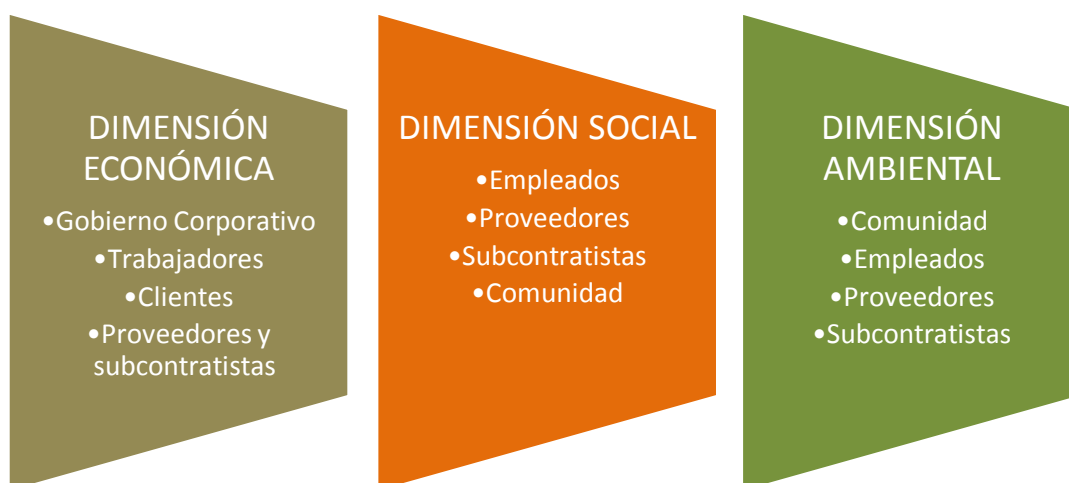 DIMENSIÓN
ECONÓMICA
•Gobierno Corporativo
•Trabajadores
•Clientes
•Proveedores y
subcontratistas
DIMENSIÓN SOCIAL
•Empleados
•Proveedores
•Subcontratistas
•Comunidad
DIMENSIÓN
AMBIENTAL
•Comunidad
•Empleados
•Proveedores
•Subcontratistas